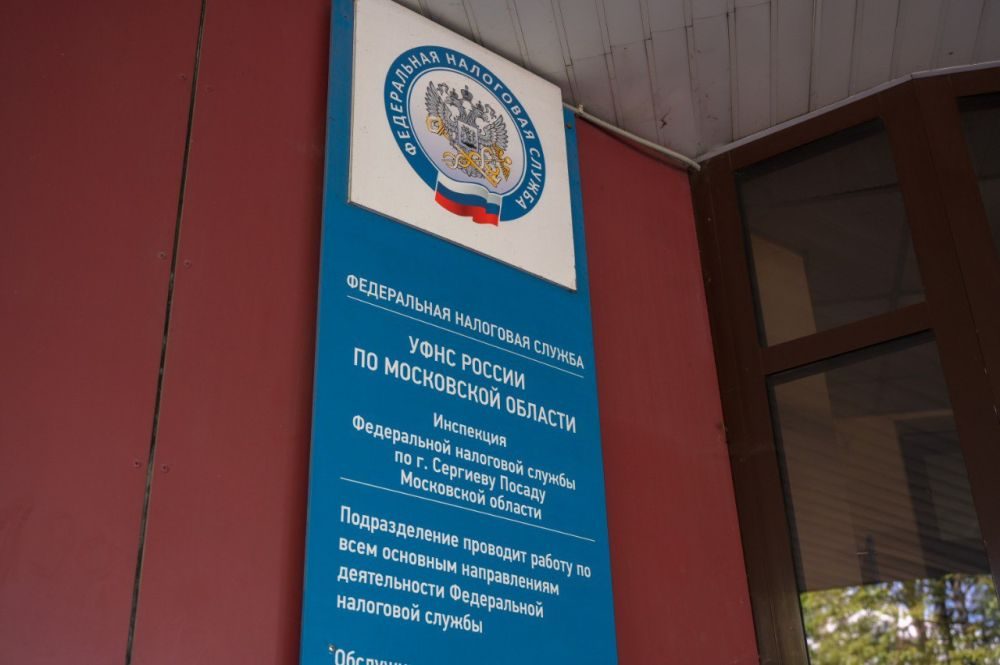 ФЕДЕРАЛЬНАЯ НАЛОГОВАЯ СЛУЖБА
ФЕДЕРАЛЬНАЯ НАЛОГОВАЯ СЛУЖБА
УФНС РОССИИ
ПО МОСКОВСКОЙ ОБЛАСТИ
Инспекция
Федеральной налоговой службы
по г. Сергиеву Посаду
Московской области
Подразделение проводит работу по
всем основным направлениям
деятельности Федеральной
налоговой службы